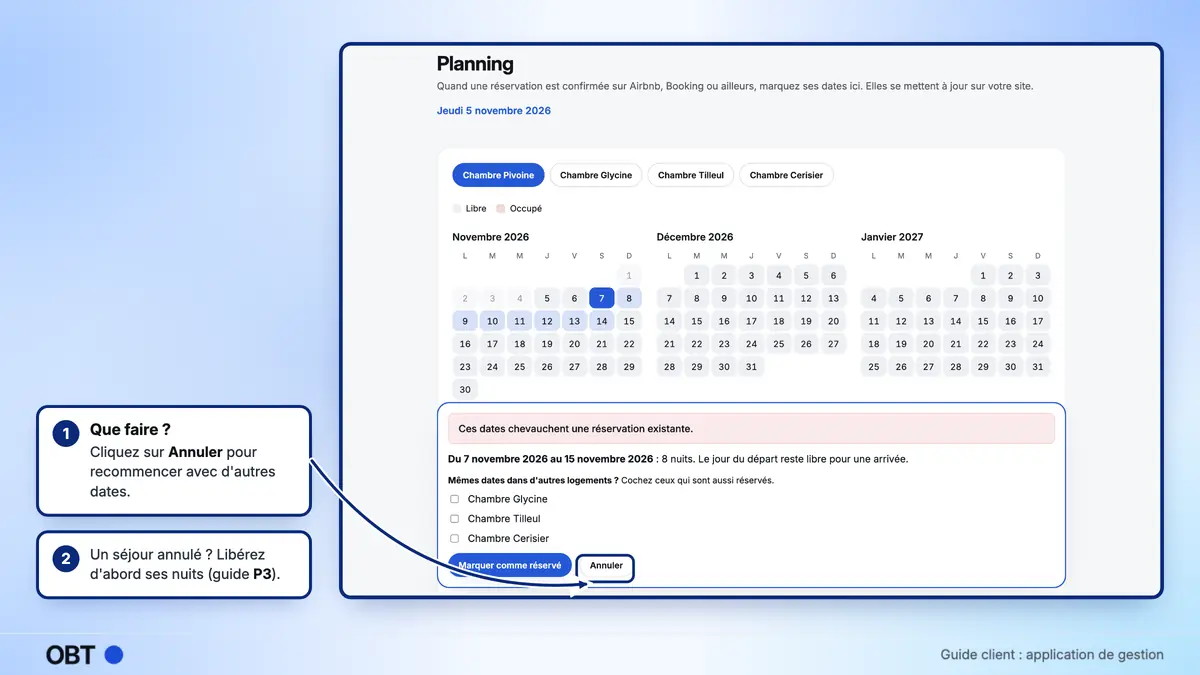 Planning
Quand une réservation est confirmée sur Airbnb, Booking ou ailleurs, marquez ses dates ici. Elles se mettent à jour sur votre site.
Jeudi 5 novembre 2026
Chambre Pivoine Chambre Glycine Chambre Tilleul Chambre Cerisier
Libre Occupé
Novembre 2026
L M M J V S D
1
2 3 4 5 6 7 8
9 10 11 12 13 14 15
16 17 18 19 20 21 22
23 24 25 26 27 28 29
30
Décembre 2026
L M M J V S D
1 2 3 4 5 6
7 8 9 10 11 12 13
14 15 16 17 18 19 20
21 22 23 24 25 26 27
28 29 30 31
Janvier 2027
L M M J V S D
1 2 3
4 5 6 7 8 9 10
11 12 13 14 15 16 17
18 19 20 21 22 23 24
25 26 27 28 29 30 31
Ces dates chevauchent une réservation existante.
Du 7 novembre 2026 au 15 novembre 2026 : 8 nuits. Le jour du départ reste libre pour une arrivée.
Mêmes dates dans d'autres logements ? Cochez ceux qui sont aussi réservés.
Chambre Glycine
Chambre Tilleul
Chambre Cerisier
Marquer comme réservé Annuler
1 Que faire ?
Cliquez sur Annuler pour
recommencer avec d'autres
dates.
2 Un séjour annulé ? Libérez
d'abord ses nuits (guide P3).
OBT
Guide client : application de gestion